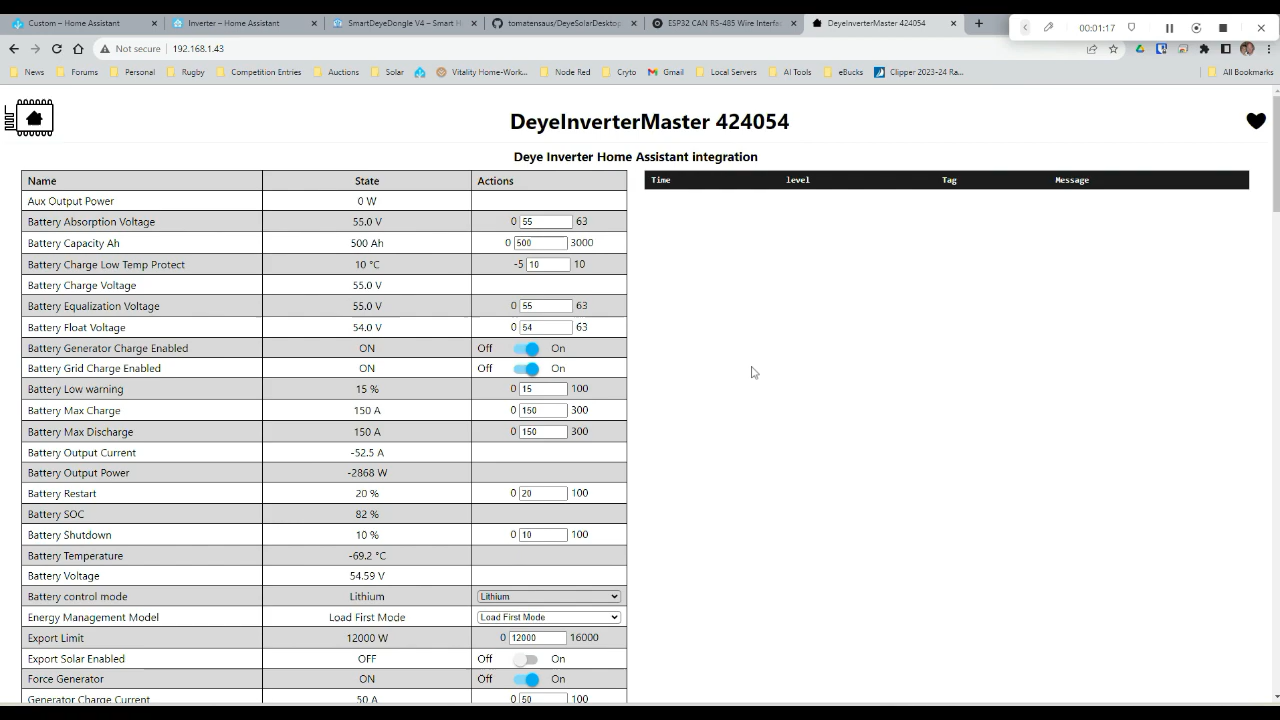 Custom – Home Assistant
Inverter – Home Assistant
SmartDeyeDongle V4 – Smart H
tomatensaus/DeyeSolarDesktop
ESP32 CAN RS-485 Wire Interfa
DeyeInverterMaster 424054
00:01:17
Not secure
192.168.1.43
News
Forums
Personal
Rugby
Competition Entries
Auctions
Solar
Vitality Home-Work...
Node Red
Cryto
Gmail
Local Servers
AI Tools
eBucks
Clipper 2023-24 Ra...
All Bookmarks
DeyeInverterMaster 424054
Deye Inverter Home Assistant integration
Name State Actions
Time level Tag Message
Aux Output Power 0 W
Battery Absorption Voltage 55.0 V 0 55 63
Battery Capacity Ah 500 Ah 0 500 3000
Battery Charge Low Temp Protect 10 °C -5 10 10
Battery Charge Voltage 55.0 V
Battery Equalization Voltage 55.0 V 0 55 63
Battery Float Voltage 54.0 V 0 54 63
Battery Generator Charge Enabled ON Off On
Battery Grid Charge Enabled ON Off On
Battery Low warning 15 % 0 15 100
Battery Max Charge 150 A 0 150 300
Battery Max Discharge 150 A 0 150 300
Battery Output Current -52.5 A
Battery Output Power -2868 W
Battery Restart 20 % 0 20 100
Battery SOC 82 %
Battery Shutdown 10 % 0 10 100
Battery Temperature -69.2 °C
Battery Voltage 54.59 V
Battery control mode Lithium Lithium
Energy Management Model Load First Mode Load First Mode
Export Limit 12000 W 0 12000 16000
Export Solar Enabled OFF Off On
Force Generator ON Off On
Generator Charge Current 50 A 0 50 100